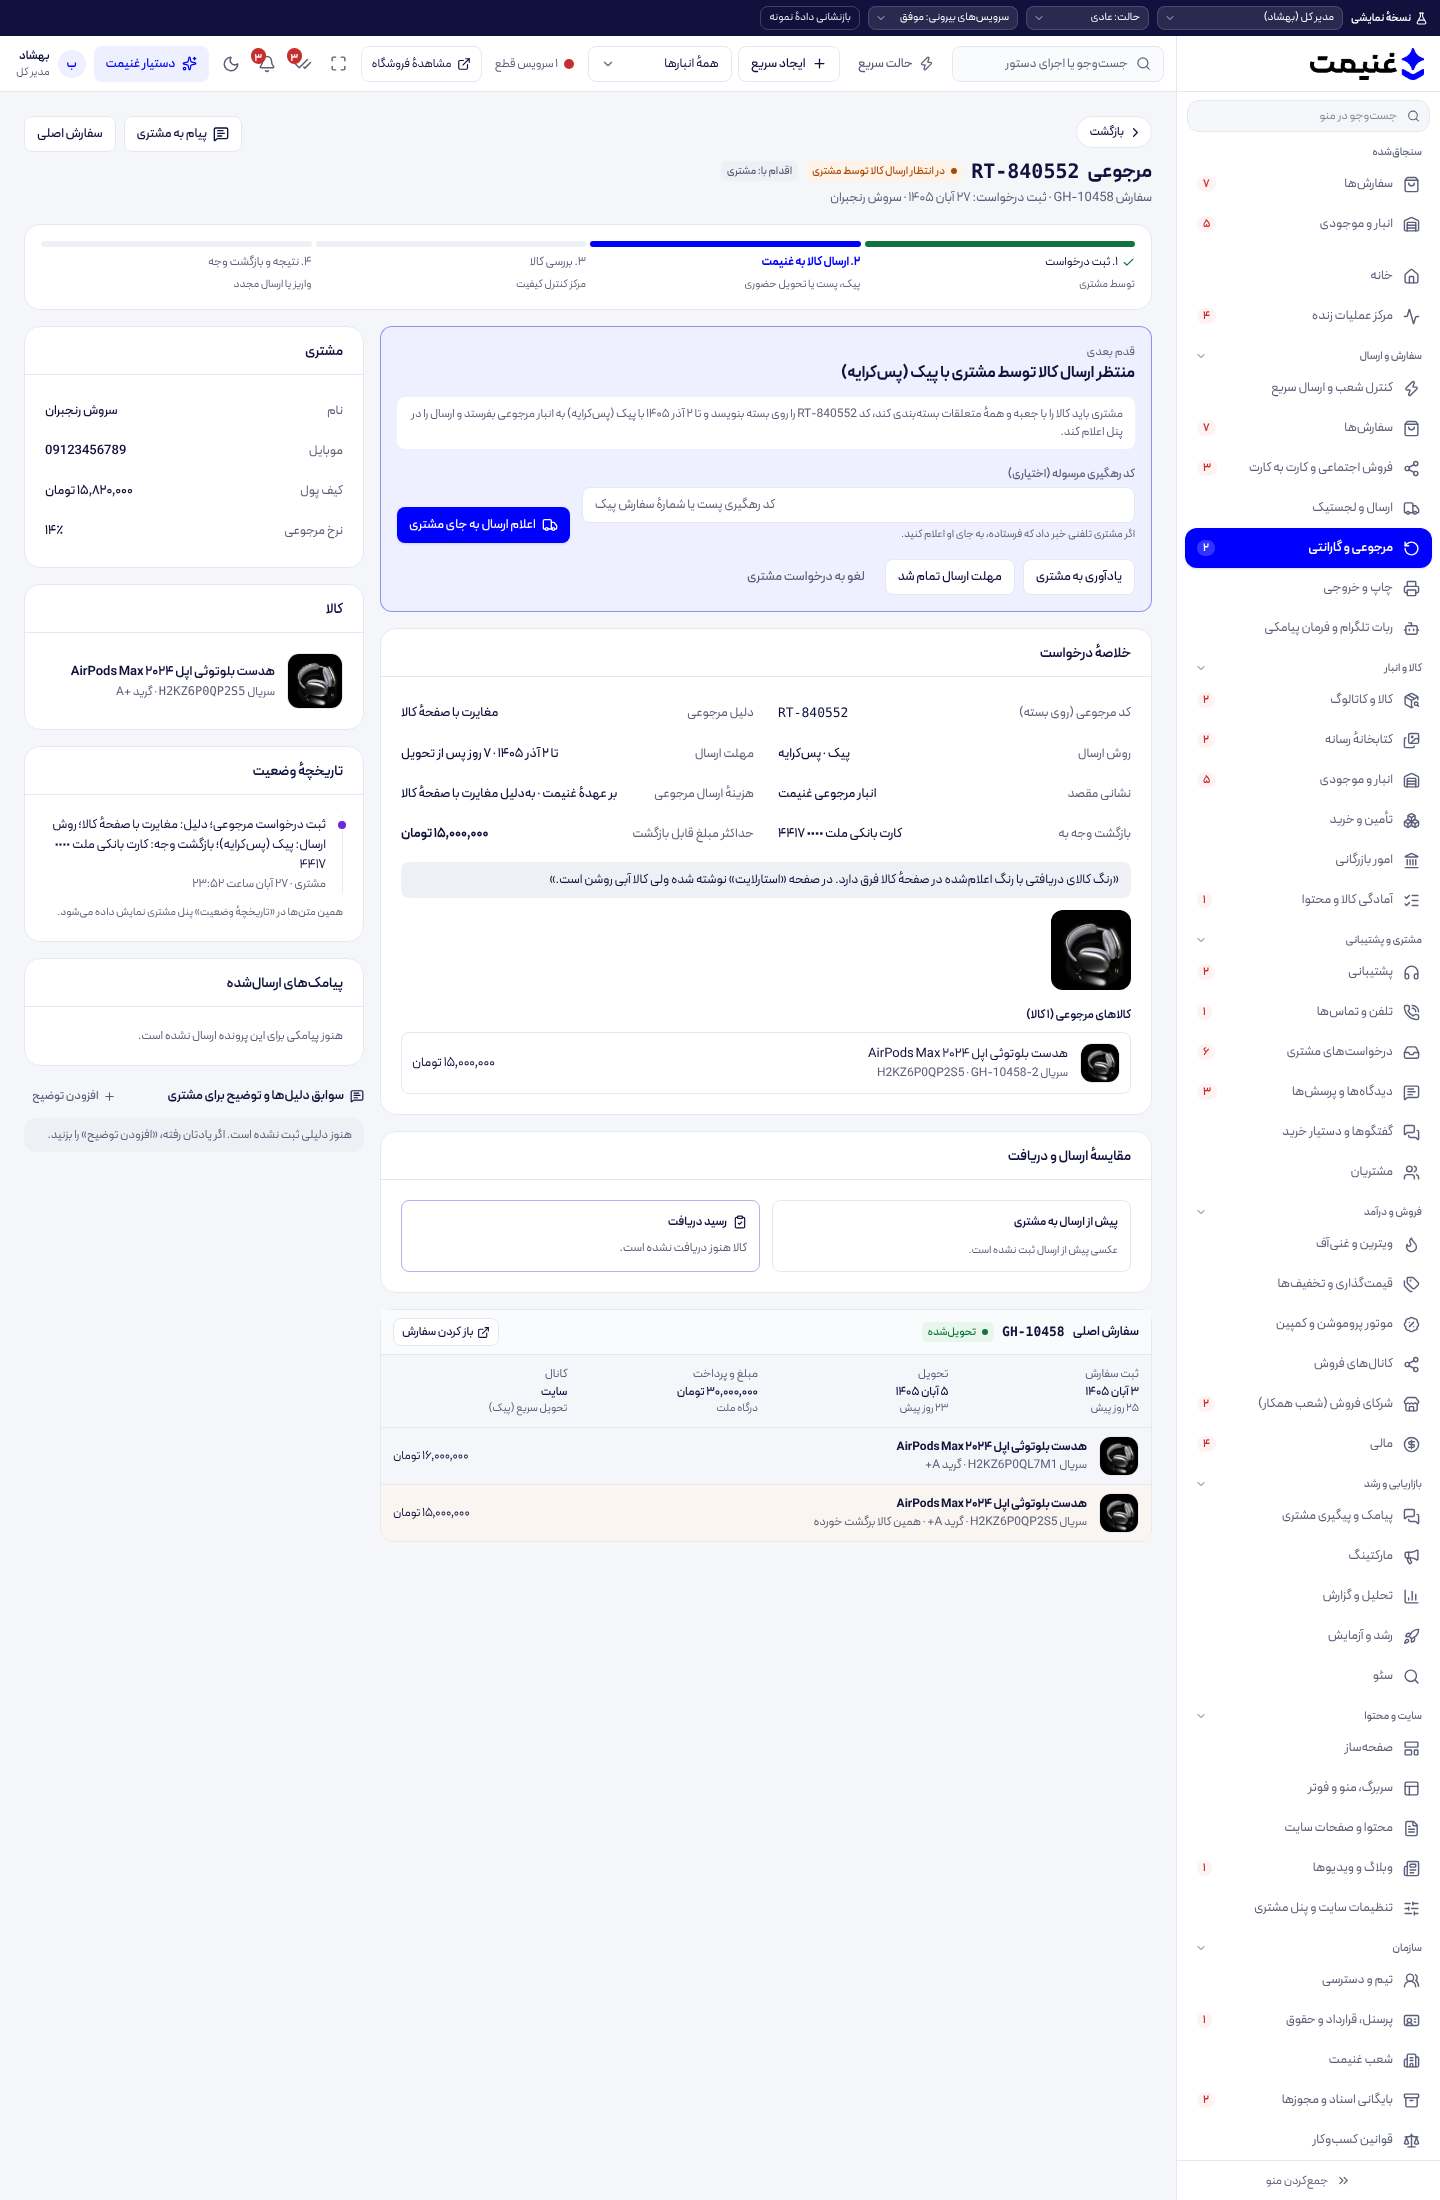 نسخهٔ نمایشی
مدیر کل (بهشاد)
حالت: عادی
سرویس‌های بیرونی: موفق
بازنشانی دادهٔ نمونه
غنیمت
جست‌وجو یا اجرای دستور
حالت سریع
ایجاد سریع
همهٔ انبارها
۱ سرویس قطع
مشاهدهٔ فروشگاه
۳
۳
دستیار غنیمت
ب
بهشاد
مدیر کل
جست‌وجو در منو
سنجاق‌شده
سفارش‌ها ۷
انبار و موجودی ۵
خانه
مرکز عملیات زنده ۴
سفارش و ارسال
کنترل شعب و ارسال سریع
سفارش‌ها ۷
فروش اجتماعی و کارت به کارت ۳
ارسال و لجستیک
مرجوعی و گارانتی ۲
چاپ و خروجی
ربات تلگرام و فرمان پیامکی
کالا و انبار
کالا و کاتالوگ ۲
کتابخانهٔ رسانه ۲
انبار و موجودی ۵
تأمین و خرید
امور بازرگانی
آمادگی کالا و محتوا ۱
مشتری و پشتیبانی
پشتیبانی ۲
تلفن و تماس‌ها ۱
درخواست‌های مشتری ۶
دیدگاه‌ها و پرسش‌ها ۳
گفتگوها و دستیار خرید
مشتریان
فروش و درآمد
ویترین و غنی‌آف
قیمت‌گذاری و تخفیف‌ها
موتور پروموشن و کمپین
کانال‌های فروش
شرکای فروش (شعب همکار) ۲
مالی ۴
بازاریابی و رشد
پیامک و پیگیری مشتری
مارکتینگ
تحلیل و گزارش
رشد و آزمایش
سئو
سایت و محتوا
صفحه‌ساز
سربرگ، منو و فوتر
محتوا و صفحات سایت
وبلاگ و ویدیوها ۱
تنظیمات سایت و پنل مشتری
سازمان
تیم و دسترسی
پرسنل، قرارداد و حقوق ۱
شعب غنیمت
بایگانی اسناد و مجوزها ۲
قوانین کسب‌وکار
جمع‌کردن منو
بازگشت
پیام به مشتری
سفارش اصلی
مرجوعی RT-840552
در انتظار ارسال کالا توسط مشتری
اقدام با: مشتری
سفارش GH-10458 · ثبت درخواست: ۲۷ آبان ۱۴۰۵ · سروش رنجبران
۱. ثبت درخواست
توسط مشتری
۲. ارسال کالا به غنیمت
پیک، پست یا تحویل حضوری
۳. بررسی کالا
مرکز کنترل کیفیت
۴. نتیجه و بازگشت وجه
واریز یا ارسال مجدد
قدم بعدی
منتظر ارسال کالا توسط مشتری با پیک (پس‌کرایه)
مشتری باید کالا را با جعبه و همهٔ متعلقات بسته‌بندی کند، کد RT-840552 را روی بسته بنویسد و تا ۲ آذر ۱۴۰۵ با پیک (پس‌کرایه) به انبار مرجوعی بفرستد و ارسال را در
پنل اعلام کند.
کد رهگیری مرسوله (اختیاری)
کد رهگیری پست یا شمارهٔ سفارش پیک
اعلام ارسال به جای مشتری
اگر مشتری تلفنی خبر داد که فرستاده، به جای او اعلام کنید.
یادآوری به مشتری
مهلت ارسال تمام شد
لغو به درخواست مشتری
خلاصهٔ درخواست
کد مرجوعی (روی بسته) RT-840552
دلیل مرجوعی مغایرت با صفحهٔ کالا
روش ارسال پیک · پس‌کرایه
مهلت ارسال تا ۲ آذر ۱۴۰۵ · ۷ روز پس از تحویل
نشانی مقصد انبار مرجوعی غنیمت
هزینهٔ ارسال مرجوعی بر عهدهٔ غنیمت · به‌دلیل مغایرت با صفحهٔ کالا
بازگشت وجه به کارت بانکی ملت •••• ۴۴۱۷
حداکثر مبلغ قابل بازگشت ۱۵٬۰۰۰٬۰۰۰ تومان
«رنگ کالای دریافتی با رنگ اعلام‌شده در صفحهٔ کالا فرق دارد. در صفحه «استارلایت» نوشته شده ولی کالا آبی روشن است.»
کالاهای مرجوعی (۱ کالا)
هدست بلوتوثی اپل AirPods Max ۲۰۲۴
سریال H2KZ6P0QP2S5 · GH-10458-2
۱۵٬۰۰۰٬۰۰۰ تومان
مقایسهٔ ارسال و دریافت
پیش از ارسال به مشتری
عکسی پیش از ارسال ثبت نشده است.
رسید دریافت
کالا هنوز دریافت نشده است.
سفارش اصلی GH-10458
تحویل‌شده
باز کردن سفارش
ثبت سفارش
۳ آبان ۱۴۰۵
۲۵ روز پیش
تحویل
۵ آبان ۱۴۰۵
۲۳ روز پیش
مبلغ و پرداخت
۳۰٬۰۰۰٬۰۰۰ تومان
درگاه ملت
کانال
سایت
تحویل سریع (پیک)
هدست بلوتوثی اپل AirPods Max ۲۰۲۴
سریال H2KZ6P0QL7M1 · گرید A+
۱۶٬۰۰۰٬۰۰۰ تومان
هدست بلوتوثی اپل AirPods Max ۲۰۲۴
سریال H2KZ6P0QP2S5 · گرید A+ · همین کالا برگشت خورده
۱۵٬۰۰۰٬۰۰۰ تومان
مشتری
نام سروش رنجبران
موبایل 09123456789
کیف پول ۱۵٬۸۲۰٬۰۰۰ تومان
نرخ مرجوعی ۱۴٪
کالا
هدست بلوتوثی اپل AirPods Max ۲۰۲۴
سریال H2KZ6P0QP2S5 · گرید A+
تاریخچهٔ وضعیت
ثبت درخواست مرجوعی؛ دلیل: مغایرت با صفحهٔ کالا؛ روش
ارسال: پیک (پس‌کرایه)؛ بازگشت وجه: کارت بانکی ملت ••••
۴۴۱۷
مشتری · ۲۷ آبان ساعت ۲۳:۵۲
همین متن‌ها در «تاریخچهٔ وضعیت» پنل مشتری نمایش داده می‌شود.
پیامک‌های ارسال‌شده
هنوز پیامکی برای این پرونده ارسال نشده است.
سوابق دلیل‌ها و توضیح برای مشتری
افزودن توضیح
هنوز دلیلی ثبت نشده است. اگر یادتان رفته، «افزودن توضیح» را بزنید.